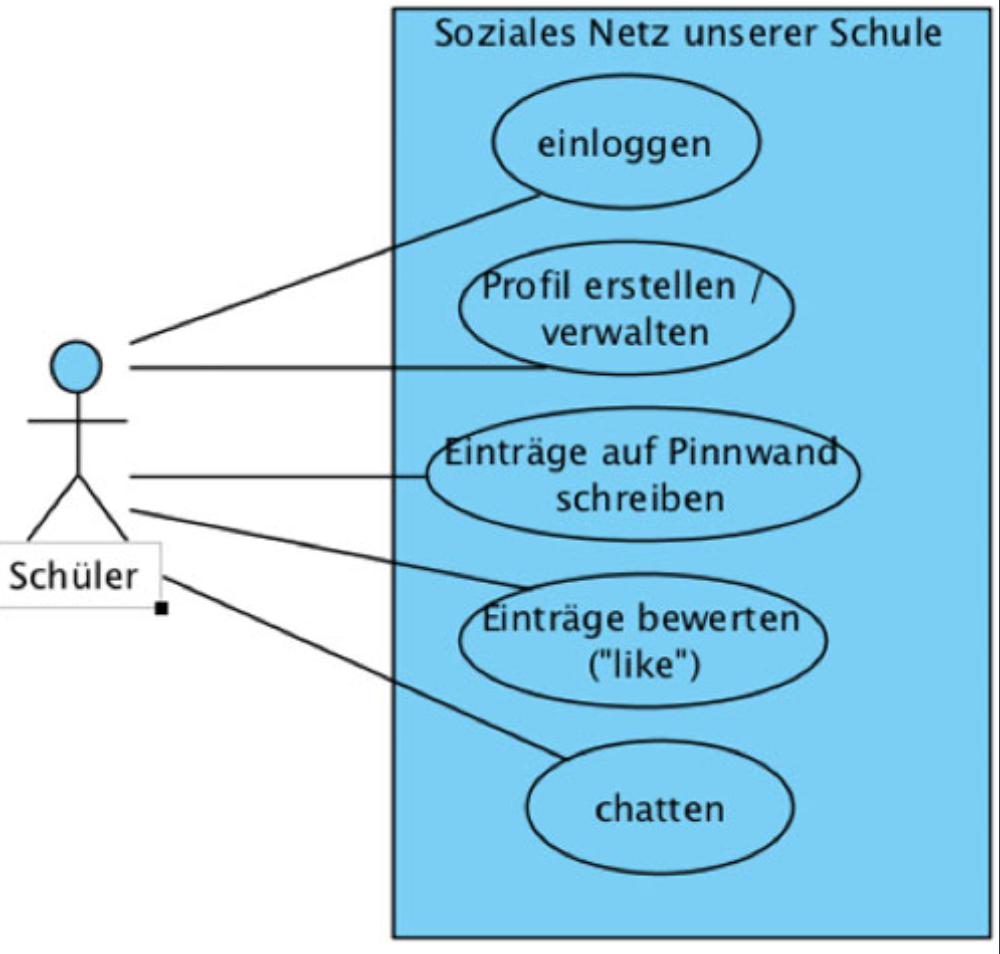 Soziales Netz unserer Schule
einloggen
Profil erstellen /
verwalten
Einträge auf Pinnwand
schreiben
Einträge bewerten
("like")
chatten
Schüler